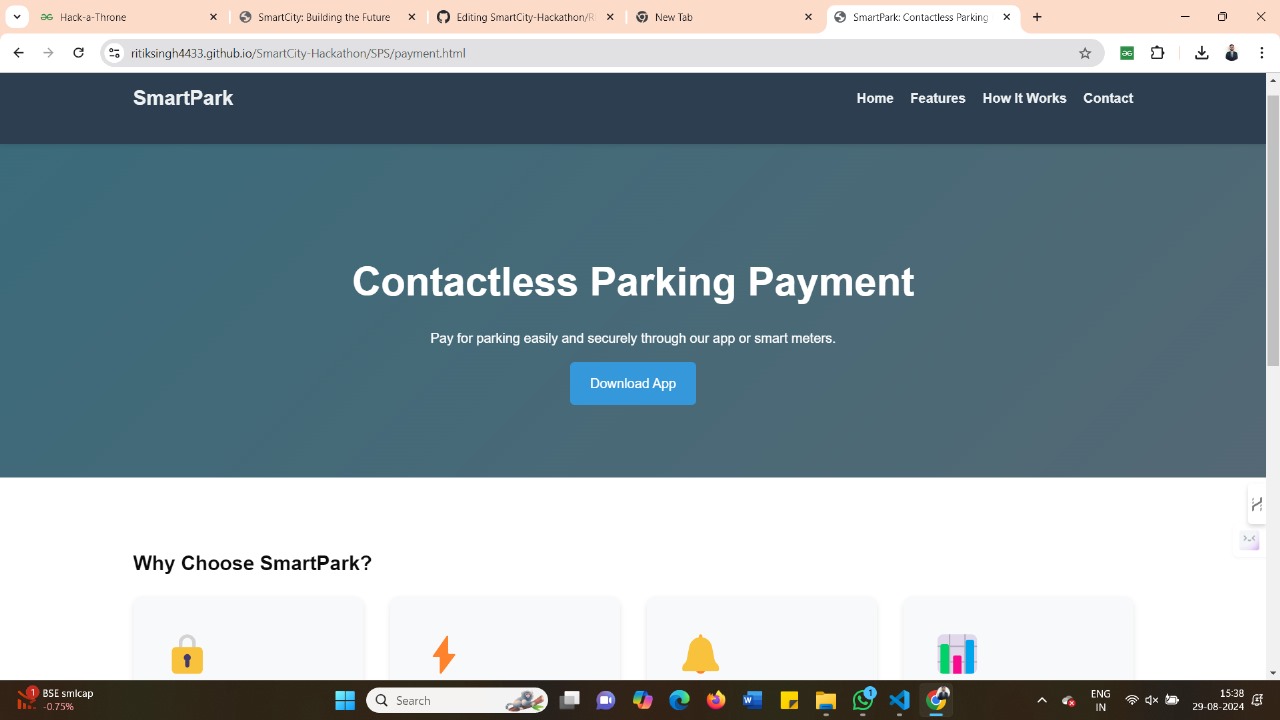 Hack-a-Throne
SmartCity: Building the Future
Editing SmartCity-Hackathon/R
New Tab
SmartPark: Contactless Parking
ritiksingh4433.github.io/SmartCity-Hackathon/SPS/payment.html
SmartPark
Home Features How It Works Contact
Contactless Parking Payment
Pay for parking easily and securely through our app or smart meters.
Download App
Why Choose SmartPark?
1
BSE smlcap
-0.75%
Search
1
ENG
IN
15:38
29-08-2024